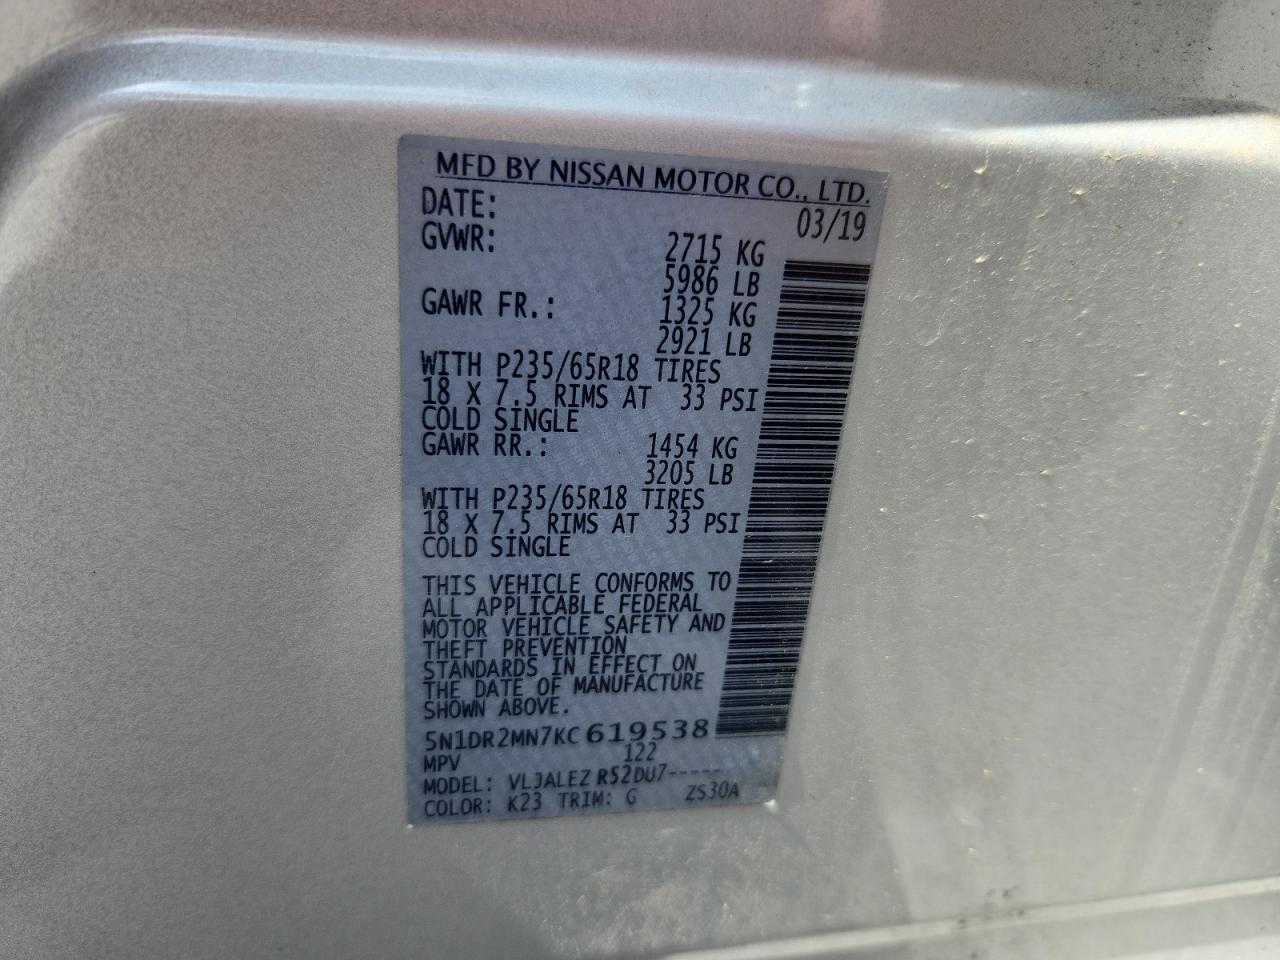 MFD BY NISSAN MOTOR CO., LTD.
DATE: 03/19
GVWR: 2715 KG
5986 LB
GAWR FR.: 1325 KG
2921 LB
WITH P235/65R18 TIRES
18 X 7.5 RIMS AT 33 PSI
COLD SINGLE
GAWR RR.: 1454 KG
3205 LB
WITH P235/65R18 TIRES
18 X 7.5 RIMS AT 33 PSI
COLD SINGLE
THIS VEHICLE CONFORMS TO
ALL APPLICABLE FEDERAL
MOTOR VEHICLE SAFETY AND
THEFT PREVENTION
STANDARDS IN EFFECT ON
THE DATE OF MANUFACTURE
SHOWN ABOVE.
5N1DR2MN7KC619538
MPV 122
MODEL: VLJALEZ R52DU7-----
COLOR: K23 TRIM: G ZS30A